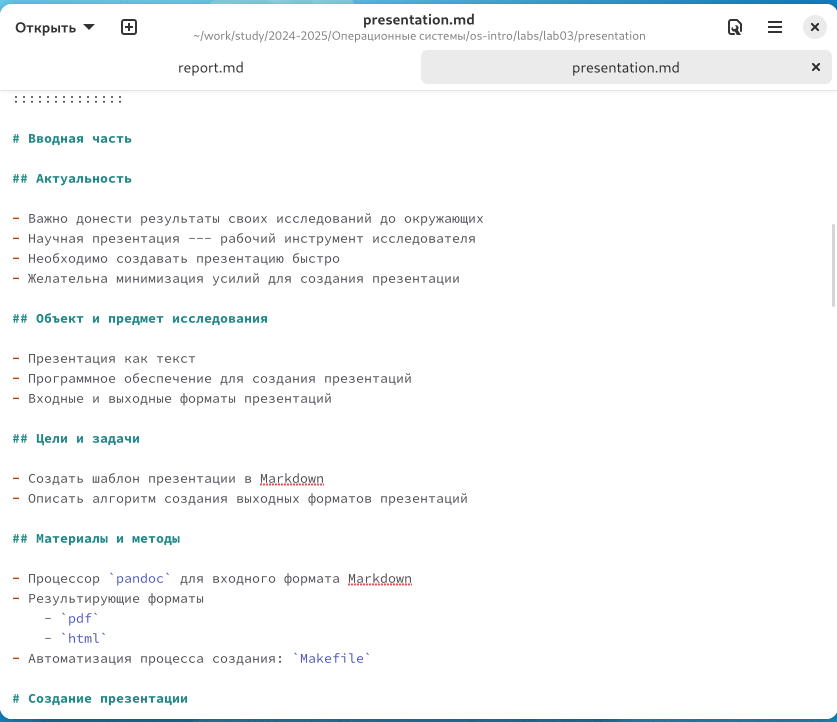 Открыть
presentation.md
~/work/study/2024-2025/Операционные системы/os-intro/labs/lab03/presentation
report.md
presentation.md
::::::::::::::
# Вводная часть
## Актуальность
- Важно донести результаты своих исследований до окружающих
- Научная презентация --- рабочий инструмент исследователя
- Необходимо создавать презентацию быстро
- Желательна минимизация усилий для создания презентации
## Объект и предмет исследования
- Презентация как текст
- Программное обеспечение для создания презентаций
- Входные и выходные форматы презентаций
## Цели и задачи
- Создать шаблон презентации в Markdown
- Описать алгоритм создания выходных форматов презентаций
## Материалы и методы
- Процессор `pandoc` для входного формата Markdown
- Результирующие форматы
    - `pdf`
    - `html`
- Автоматизация процесса создания: `Makefile`
# Создание презентации